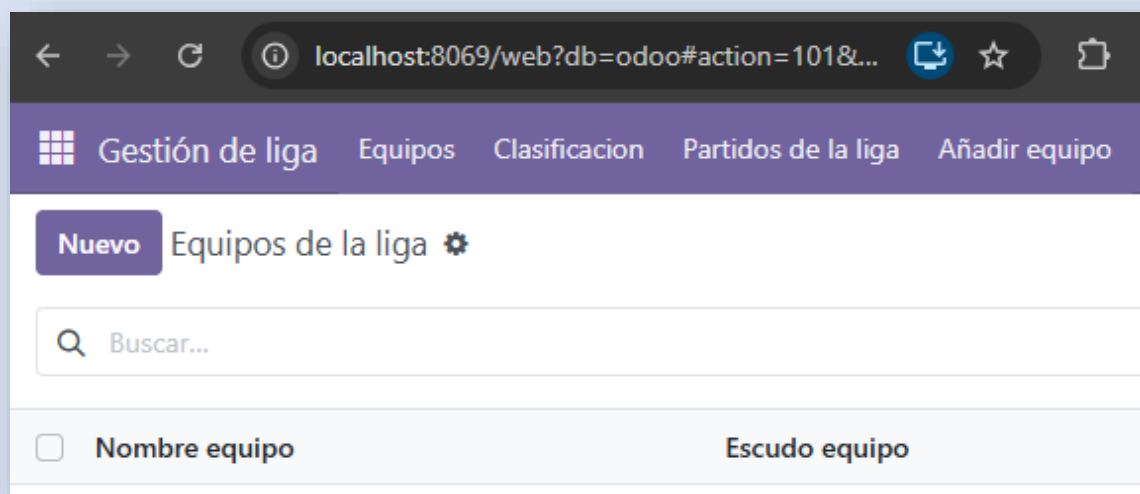 localhost:8069/web?db=odoo#action=101&...
Gestión de liga Equipos Clasificacion Partidos de la liga Añadir equipo
Nuevo Equipos de la liga
Buscar...
Nombre equipo Escudo equipo